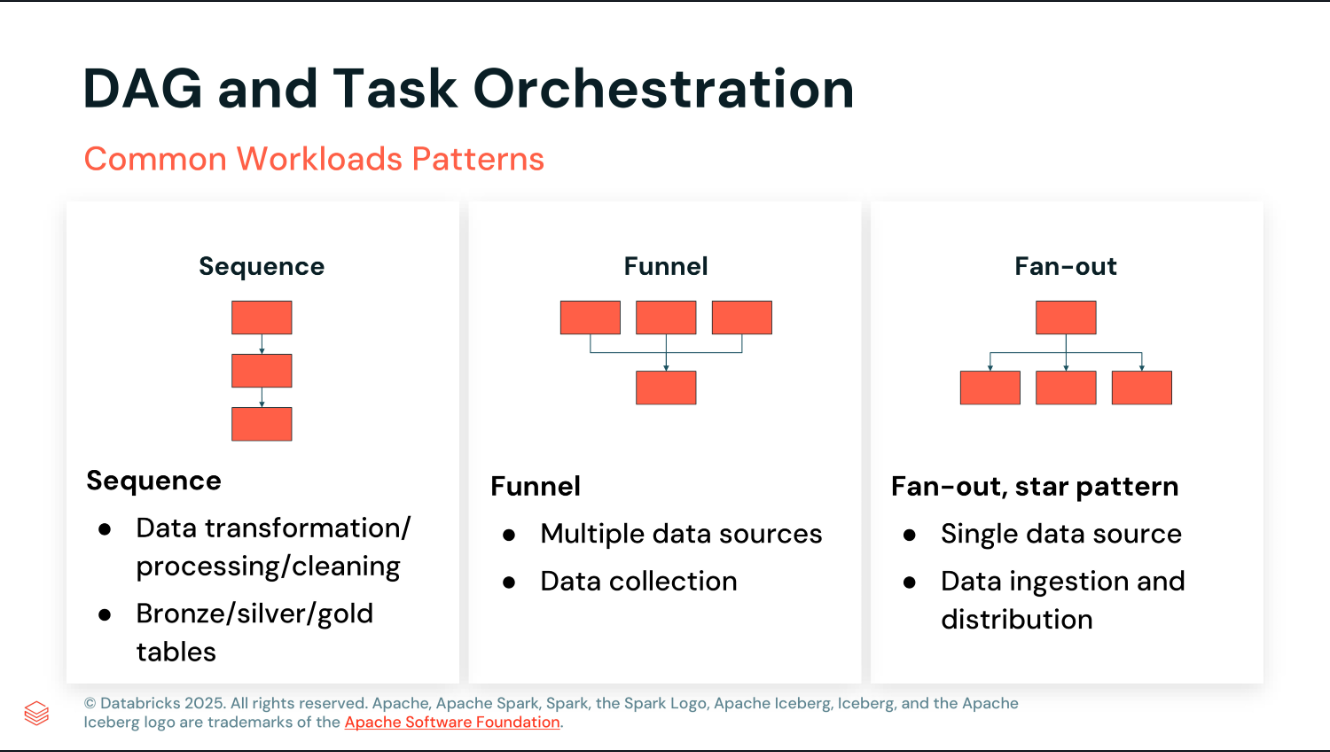 DAG and Task Orchestration
Common Workloads Patterns
Sequence
Sequence
● Data transformation/
processing/cleaning
● Bronze/silver/gold
tables
Funnel
Funnel
● Multiple data sources
● Data collection
Fan-out
Fan-out, star pattern
● Single data source
● Data ingestion and
distribution
© Databricks 2025. All rights reserved. Apache, Apache Spark, Spark, the Spark Logo, Apache Iceberg, Iceberg, and the Apache
Iceberg logo are trademarks of the Apache Software Foundation.